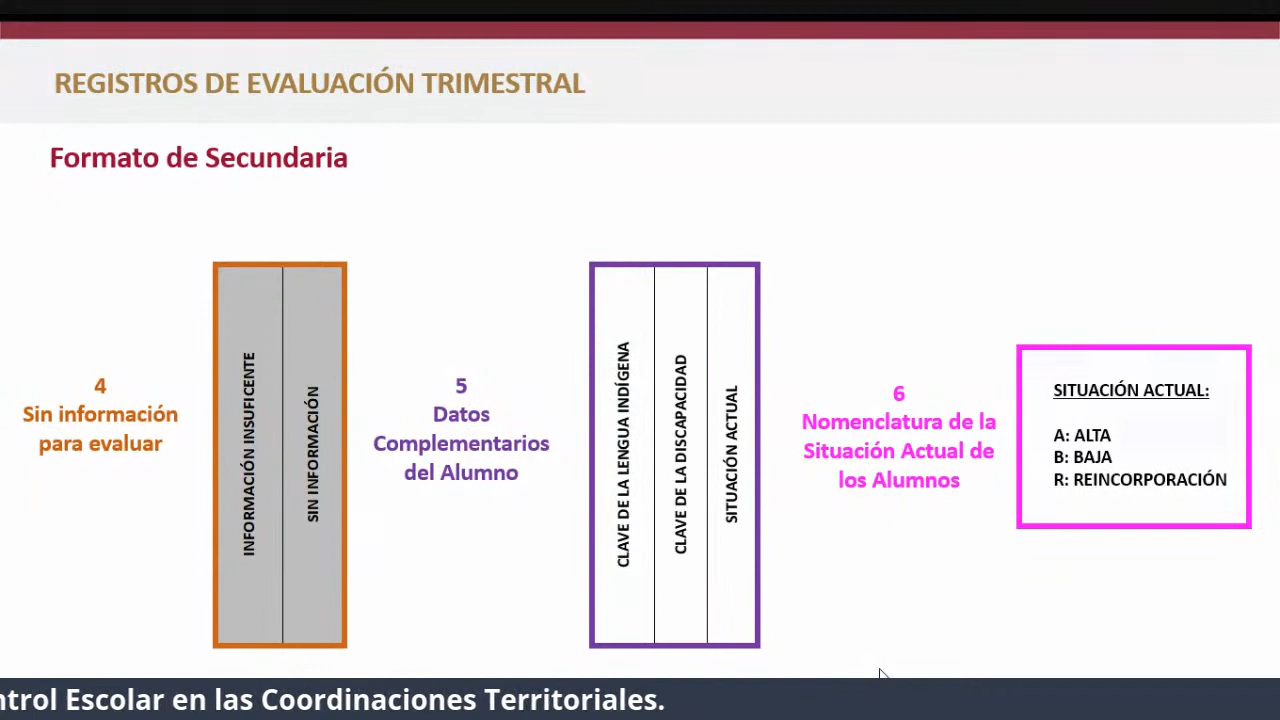 REGISTROS DE EVALUACIÓN TRIMESTRAL
Formato de Secundaria
4
Sin información
para evaluar
INFORMACIÓN INSUFICENTE
SIN INFORMACIÓN
5
Datos
Complementarios
del Alumno
CLAVE DE LA LENGUA INDÍGENA
CLAVE DE LA DISCAPACIDAD
SITUACIÓN ACTUAL
6
Nomenclatura de la
Situación Actual de
los Alumnos
SITUACIÓN ACTUAL:
A: ALTA
B: BAJA
R: REINCORPORACIÓN
ntrol Escolar en las Coordinaciones Territoriales.